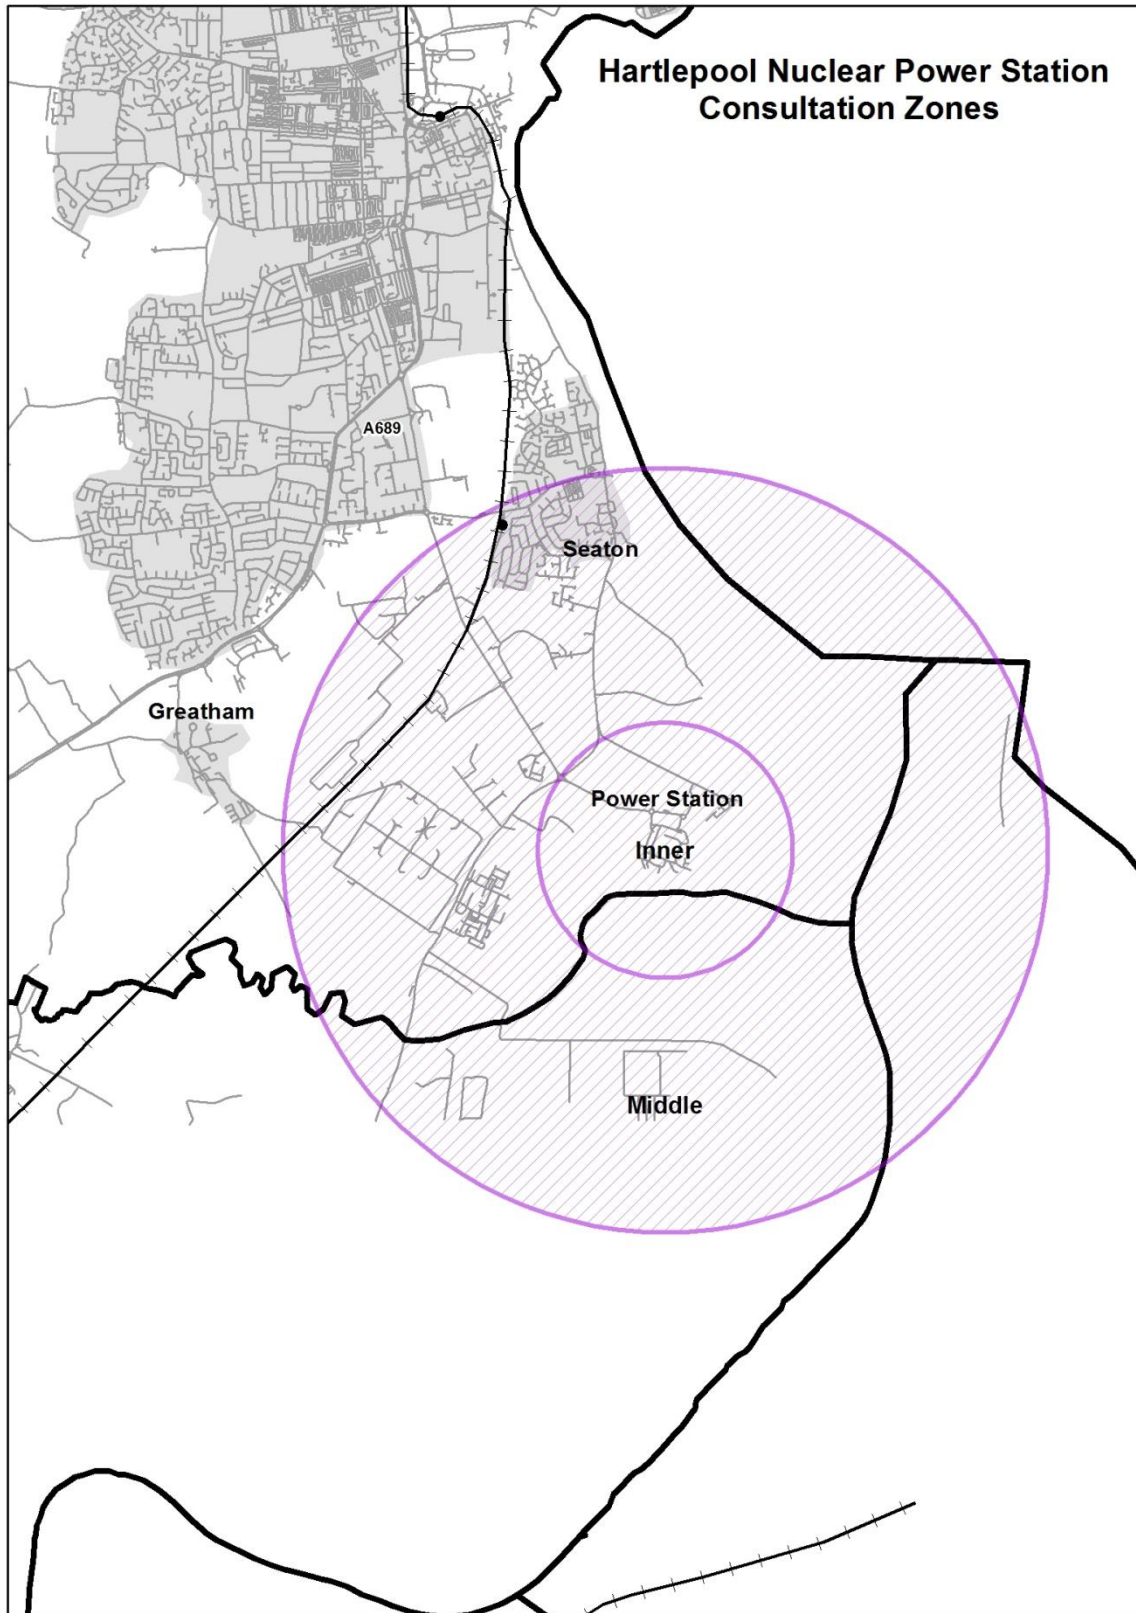 Hartlepool Nuclear Power Station
Consultation Zones
A689
Seaton
Greatham
Power Station
Inner
Middle